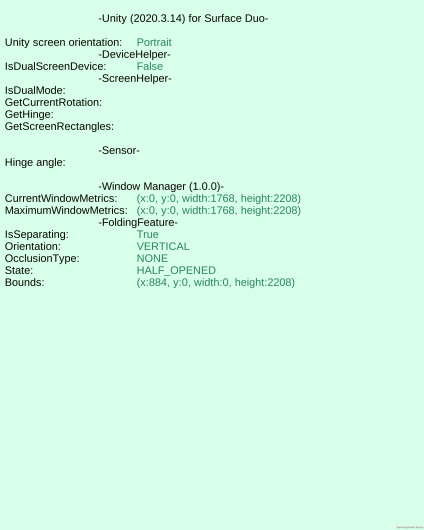 -Unity (2020.3.14) for Surface Duo-
Unity screen orientation: Portrait
-DeviceHelper-
IsDualScreenDevice: False
-ScreenHelper-
IsDualMode:
GetCurrentRotation:
GetHinge:
GetScreenRectangles:
-Sensor-
Hinge angle:
-Window Manager (1.0.0)-
CurrentWindowMetrics: (x:0, y:0, width:1768, height:2208)
MaximumWindowMetrics: (x:0, y:0, width:1768, height:2208)
-FoldingFeature-
IsSeparating: True
Orientation: VERTICAL
OcclusionType: NONE
State: HALF_OPENED
Bounds: (x:884, y:0, width:0, height:2208)